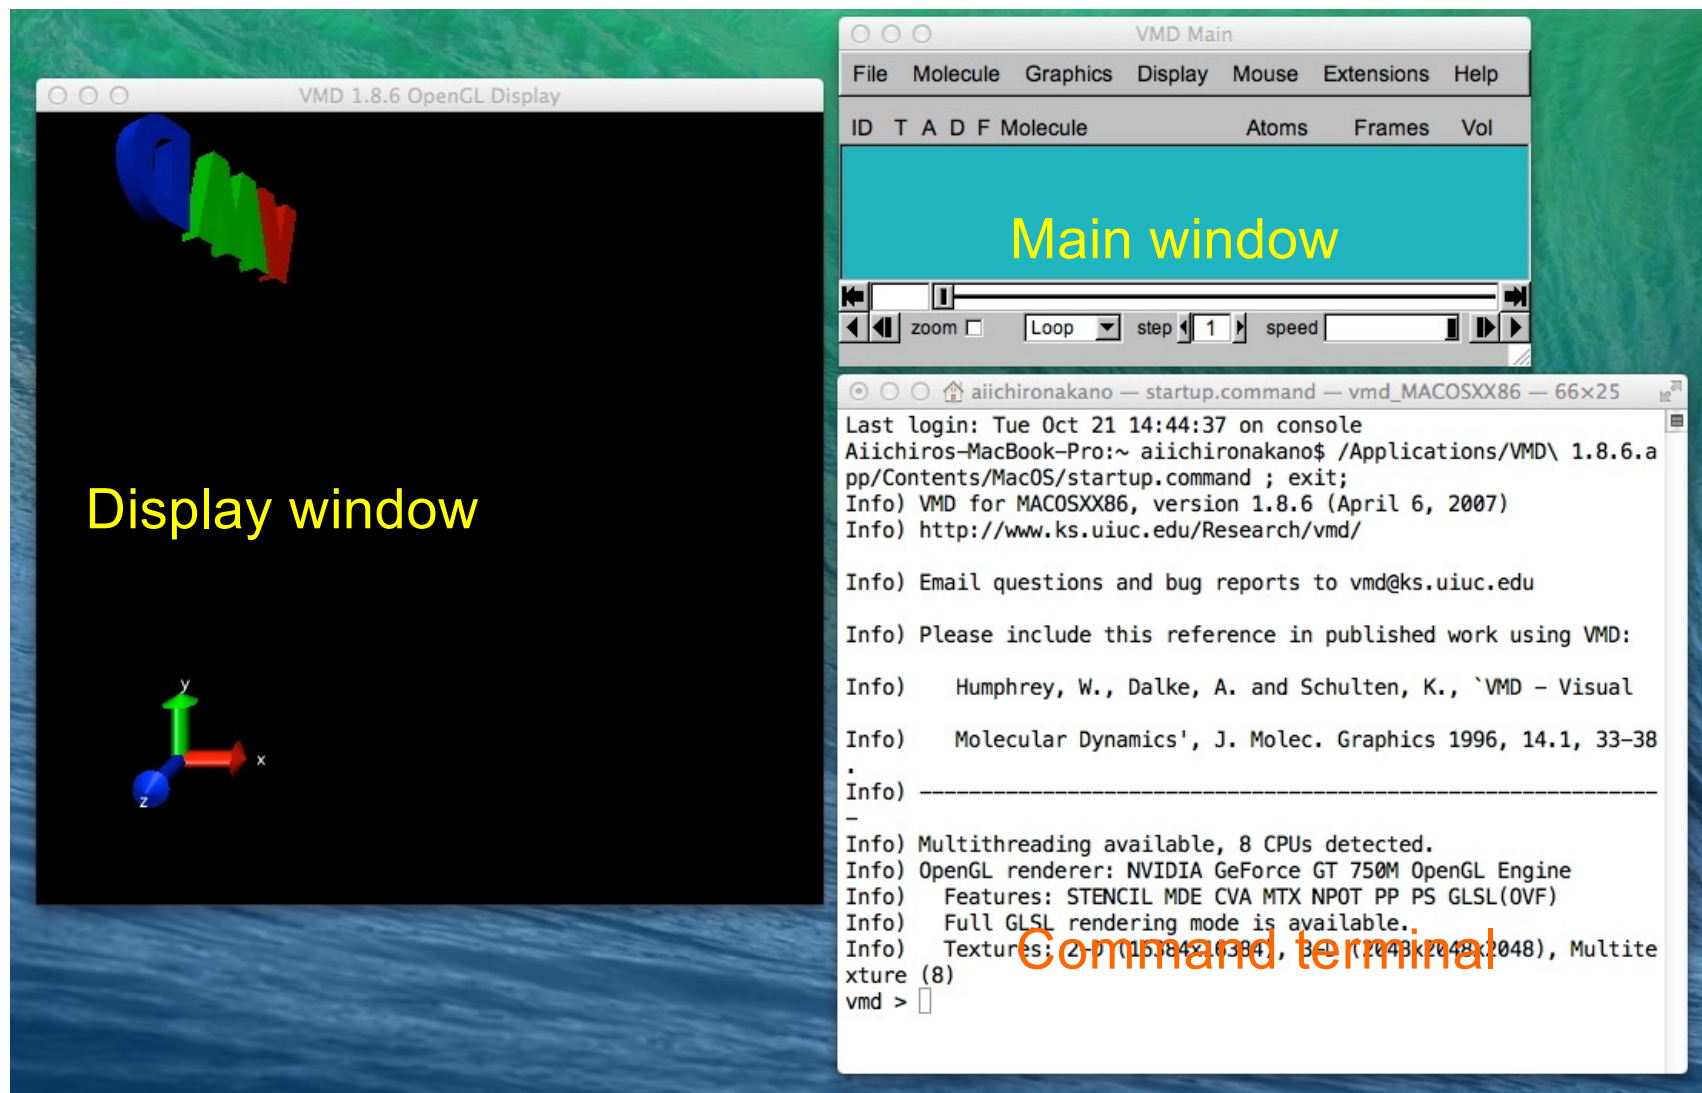 VMD 1.8.6 OpenGL Display
VMD
Display window
y
x
z
VMD Main
File Molecule Graphics Display Mouse Extensions Help
ID T A D F Molecule Atoms Frames Vol
Main window
zoom Loop step 1 speed
aiichironakano — startup.command — vmd_MACOSXX86 — 66×25
Last login: Tue Oct 21 14:44:37 on console
Aiichiros-MacBook-Pro:~ aiichironakano$ /Applications/VMD\ 1.8.6.a
pp/Contents/MacOS/startup.command ; exit;
Info) VMD for MACOSXX86, version 1.8.6 (April 6, 2007)
Info) http://www.ks.uiuc.edu/Research/vmd/
Info) Email questions and bug reports to vmd@ks.uiuc.edu
Info) Please include this reference in published work using VMD:
Info)    Humphrey, W., Dalke, A. and Schulten, K., `VMD - Visual
Info)    Molecular Dynamics', J. Molec. Graphics 1996, 14.1, 33-38
.
Info) ------------------------------------------------------------
-
Info) Multithreading available, 8 CPUs detected.
Info) OpenGL renderer: NVIDIA GeForce GT 750M OpenGL Engine
Info)   Features: STENCIL MDE CVA MTX NPOT PP PS GLSL(OVF)
Info)   Full GLSL rendering mode is available.
Info)   Textures: 2-D (16384x16384), 3-D (2048x2048x2048), Multite
xture (8)
vmd >
Command terminal